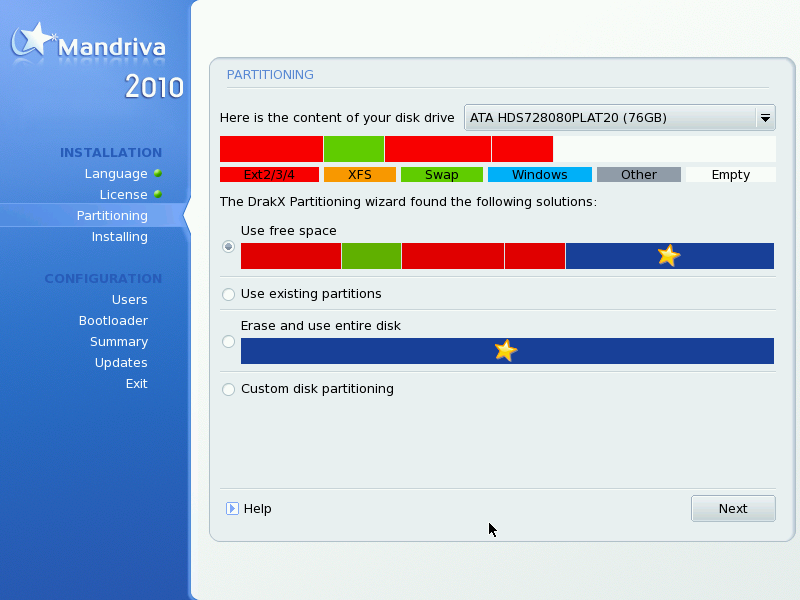 Mandriva
2010
INSTALLATION
Language
License
Partitioning
Installing
CONFIGURATION
Users
Bootloader
Summary
Updates
Exit
PARTITIONING
Here is the content of your disk drive ATA HDS728080PLAT20 (76GB)
Ext2/3/4 XFS Swap Windows Other Empty
The DrakX Partitioning wizard found the following solutions:
Use free space
Use existing partitions
Erase and use entire disk
Custom disk partitioning
Help Next